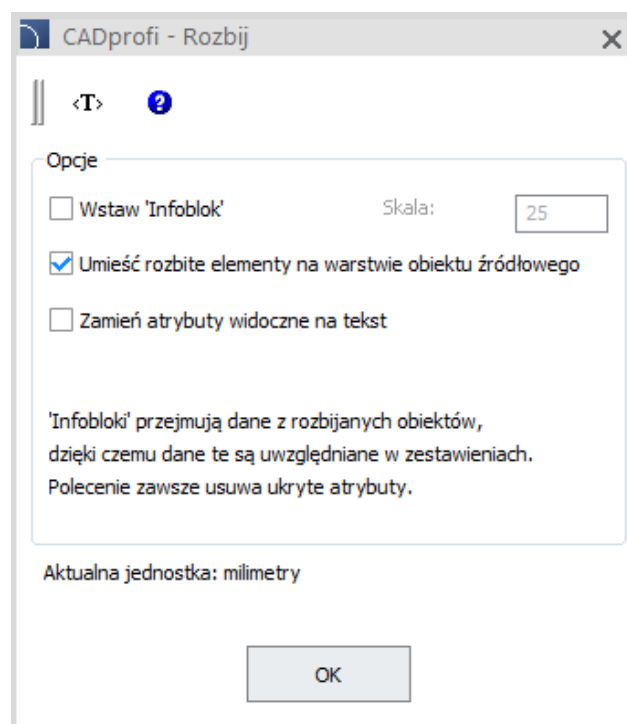 CADprofi - Rozbij
<T>
?
Opcje
Wstaw 'Infoblok' Skala: 25
Umieść rozbite elementy na warstwie obiektu źródłowego
Zamień atrybuty widoczne na tekst
'Infobloki' przejmują dane z rozbijanych obiektów,
dzięki czemu dane te są uwzględniane w zestawieniach.
Polecenie zawsze usuwa ukryte atrybuty.
Aktualna jednostka: milimetry
OK